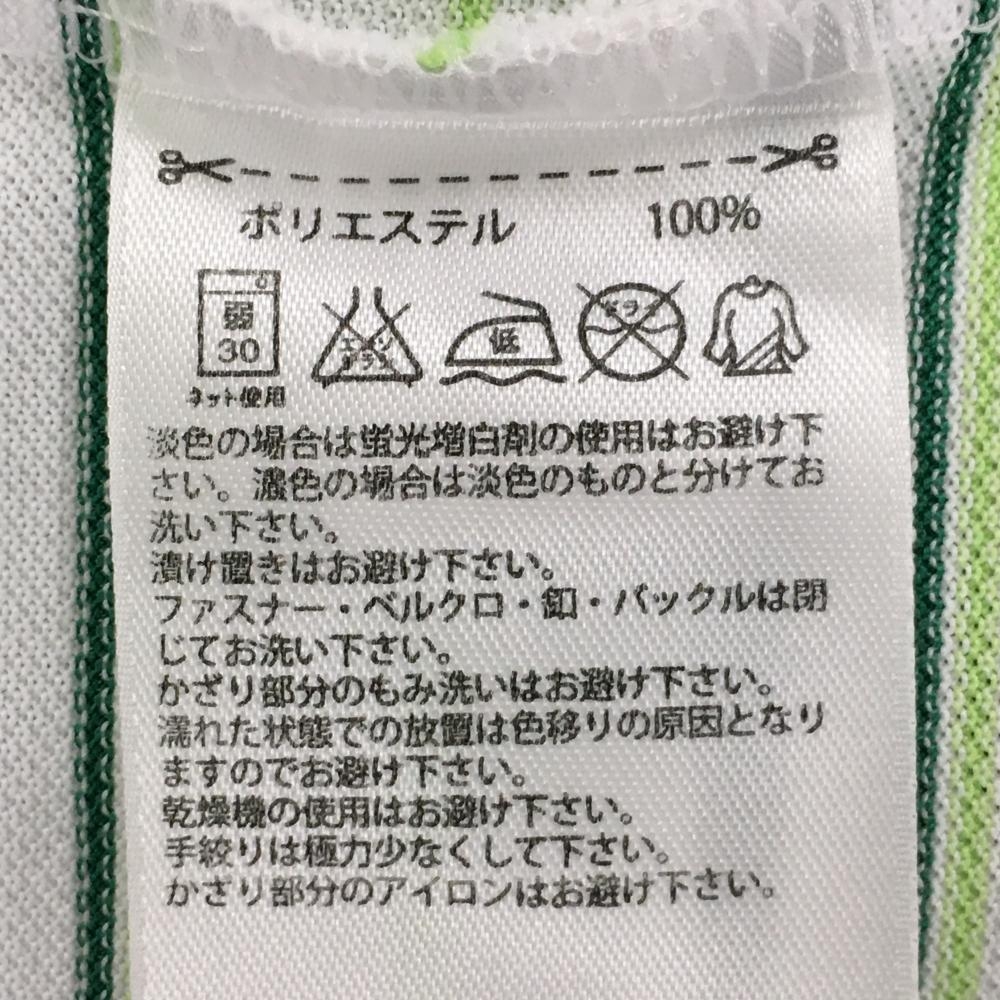 ポリエステル 100%
弱
30
ネット使用
エンソ
サラシ
低
ドライ
淡色の場合は蛍光増白剤の使用はお避け下
さい。濃色の場合は淡色のものと分けてお
洗い下さい。
漬け置きはお避け下さい。
ファスナー・ベルクロ・釦・バックルは閉
じてお洗い下さい。
かざり部分のもみ洗いはお避け下さい。
濡れた状態での放置は色移りの原因となり
ますのでお避け下さい。
乾燥機の使用はお避け下さい。
手絞りは極力少なくして下さい。
かざり部分のアイロンはお避け下さい。